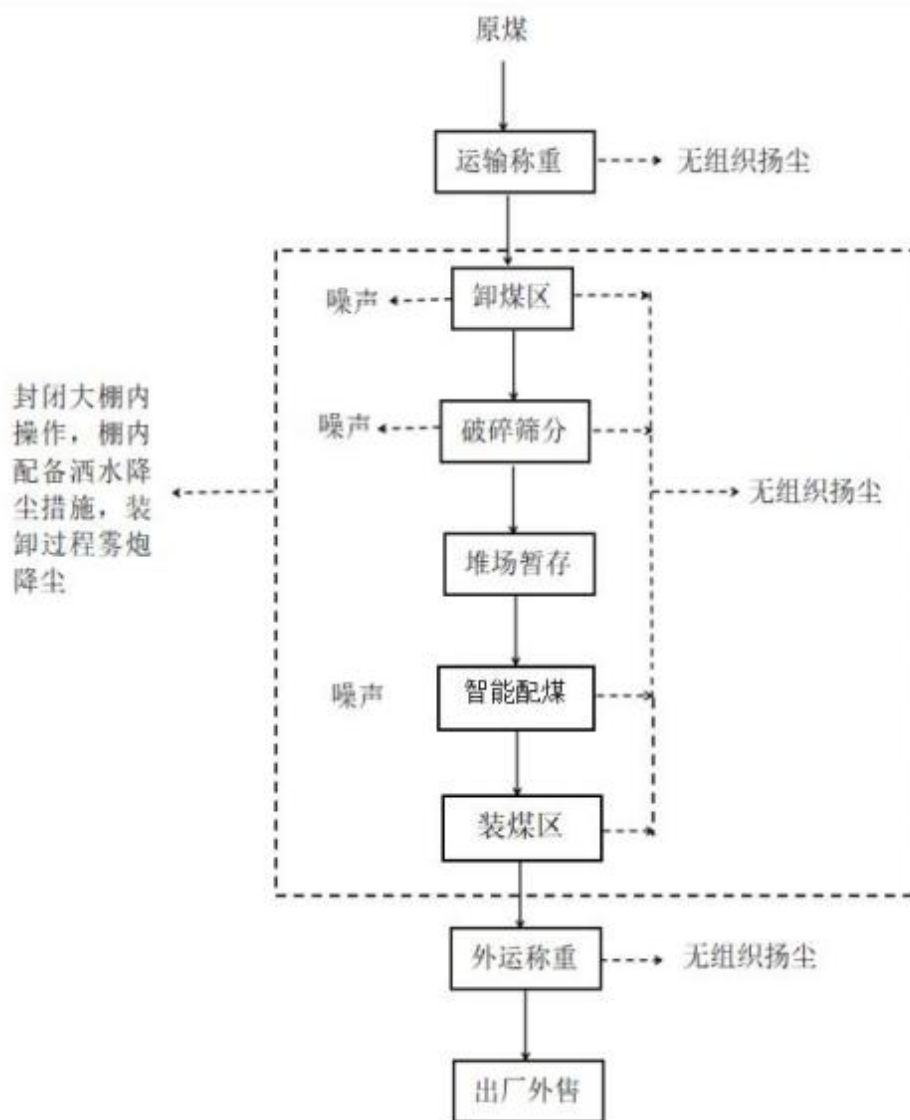 原煤
运输称重
无组织扬尘
噪声
卸煤区
封闭大棚内
操作，棚内
配备洒水降
尘措施，装
卸过程雾炮
降尘
噪声
破碎筛分
无组织扬尘
堆场暂存
噪声
智能配煤
装煤区
外运称重
无组织扬尘
出厂外售